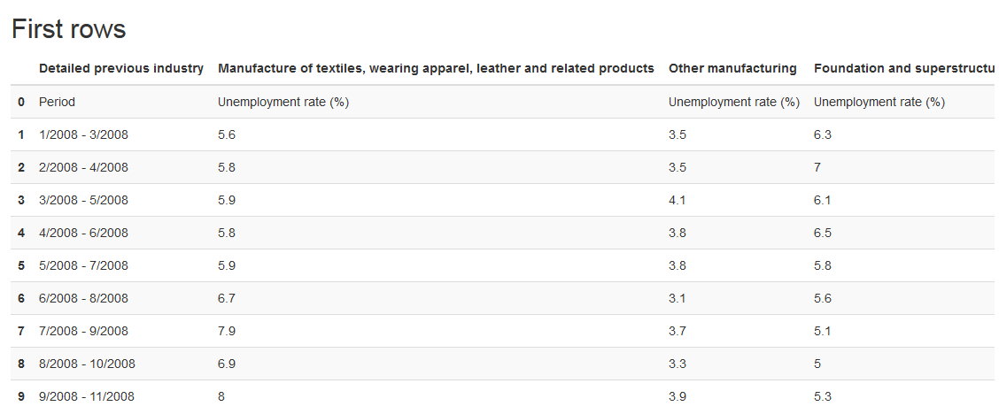 First rows
Detailed previous industry Manufacture of textiles, wearing apparel, leather and related products Other manufacturing Foundation and
0 Period Unemployment rate (%) Unemployment rate (%) Unemployment rate (%)
1 1/2008 - 3/2008 5.6 3.5 6.3
2 2/2008 - 4/2008 5.8 3.5 7
3 3/2008 - 5/2008 5.9 4.1 6.1
4 4/2008 - 6/2008 5.8 3.8 6.5
5 5/2008 - 7/2008 5.9 3.8 5.8
6 6/2008 - 8/2008 6.7 3.1 5.6
7 7/2008 - 9/2008 7.9 3.7 5.1
8 8/2008 - 10/2008 6.9 3.3 5
9 9/2008 - 11/2008 8 3.9 5.3